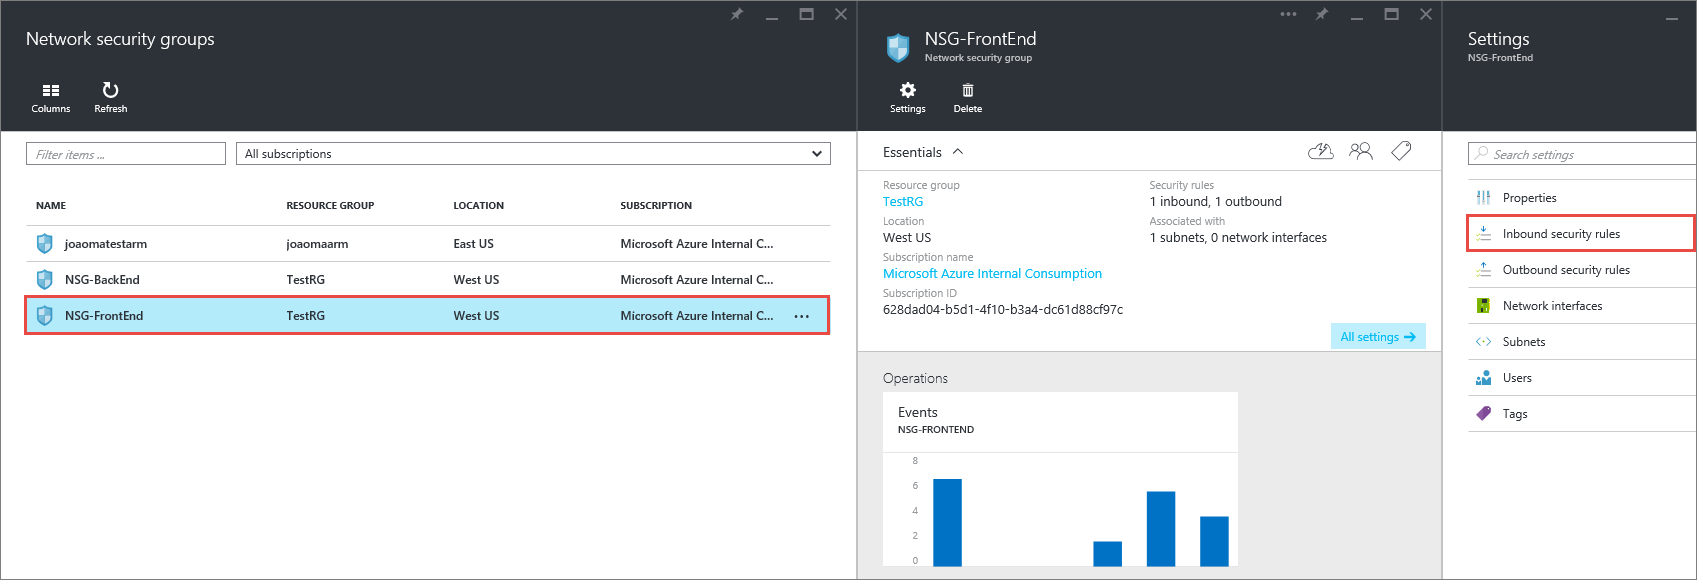 Network security groups
Columns
Refresh
Filter items ...
All subscriptions
NAME RESOURCE GROUP LOCATION SUBSCRIPTION
joaomatestarm joaomaarm East US Microsoft Azure Internal C...
NSG-BackEnd TestRG West US Microsoft Azure Internal C...
NSG-FrontEnd TestRG West US Microsoft Azure Internal C... ...
NSG-FrontEnd
Network security group
Settings
Delete
Essentials
Resource group
TestRG
Location
West US
Subscription name
Microsoft Azure Internal Consumption
Subscription ID
628dad04-b5d1-4f10-b3a4-dc61d88cf97c
Security rules
1 inbound, 1 outbound
Associated with
1 subnets, 0 network interfaces
All settings →
Operations
Events
NSG-FRONTEND
8
6
4
2
0
Settings
NSG-FrontEnd
Search settings
Properties
Inbound security rules
Outbound security rules
Network interfaces
Subnets
Users
Tags